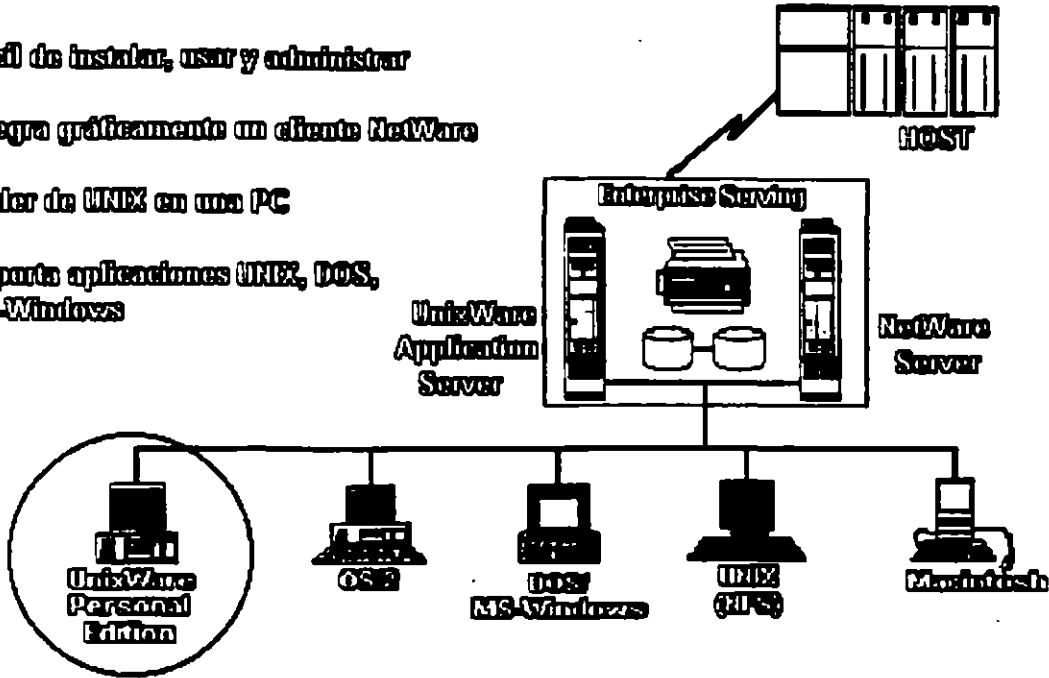 il de instalar, usar y administrar
egra gráficamente un cliente NetWare
der de UNIX en una PC
porta aplicaciones UNIX, DOS,
-Windows
HOST
Enterprise Serving
UnixWare
Application
Server
NetWare
Server
UnixWare
Personal
Edition
OS/2
DOS/
MS-Windows
UNIX
(NFS)
Macintosh